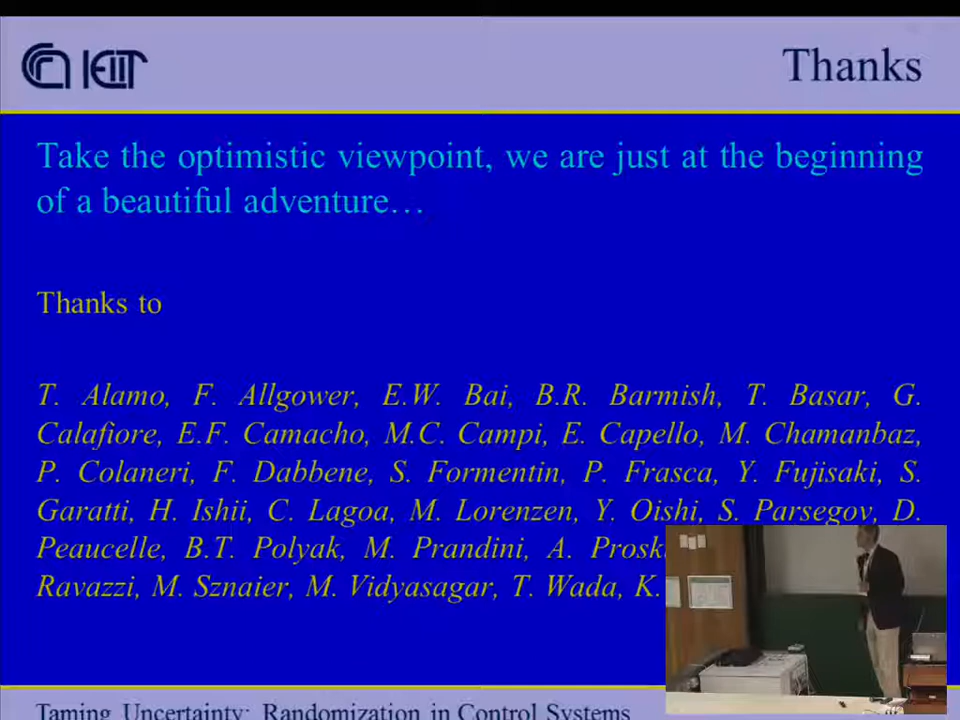 IEIIT
Thanks
Take the optimistic viewpoint, we are just at the beginning
of a beautiful adventure…
Thanks to
T. Alamo, F. Allgower, E.W. Bai, B.R. Barmish, T. Basar, G.
Calafiore, E.F. Camacho, M.C. Campi, E. Capello, M. Chamanbaz,
P. Colaneri, F. Dabbene, S. Formentin, P. Frasca, Y. Fujisaki, S.
Garatti, H. Ishii, C. Lagoa, M. Lorenzen, Y. Oishi, S. Parsegov, D.
Peaucelle, B.T. Polyak, M. Prandini, A.
Ravazzi, M. Sznaier, M. Vidyasagar, T. Wada, K.
Taming Uncertainty: Randomization in Control Systems